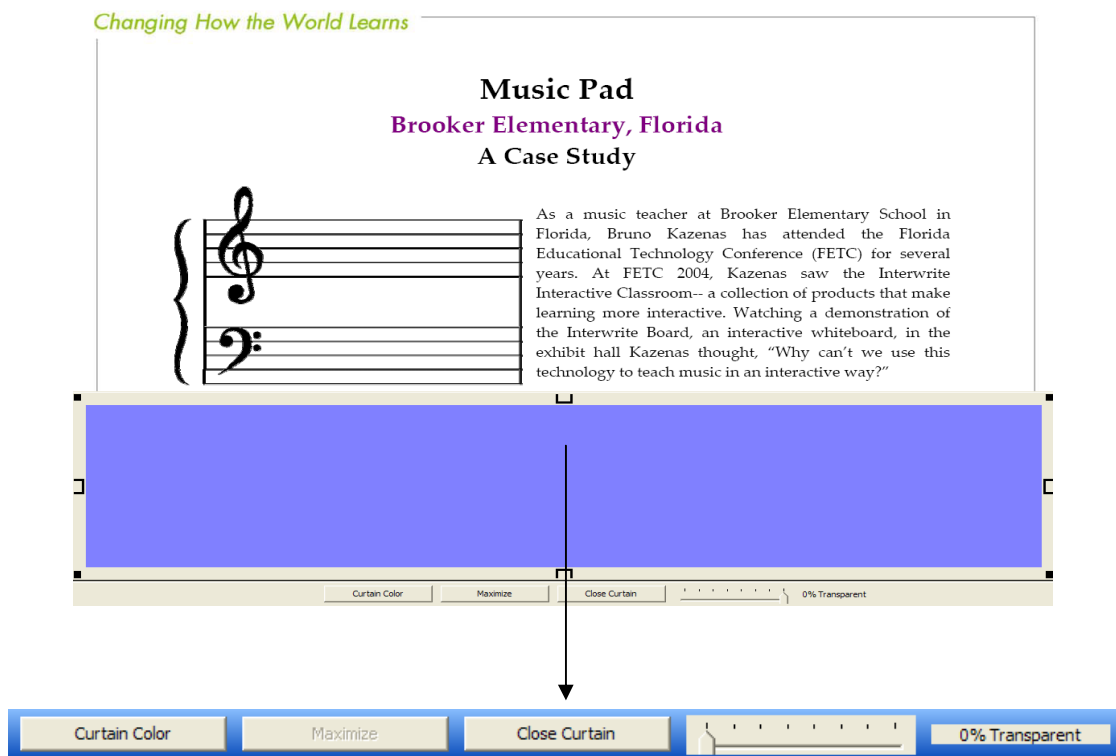 Changing How the World Learns
Music Pad
Brooker Elementary, Florida
A Case Study
As a music teacher at Brooker Elementary School in
Florida, Bruno Kazenas has attended the Florida
Educational Technology Conference (FETC) for several
years. At FETC 2004, Kazenas saw the Interwrite
Interactive Classroom-- a collection of products that make
learning more interactive. Watching a demonstration of
the Interwrite Board, an interactive whiteboard, in the
exhibit hall Kazenas thought, “Why can’t we use this
technology to teach music in an interactive way?”
Curtain Color Maximize Close Curtain 0% Transparent
Curtain Color Maximize Close Curtain 0% Transparent